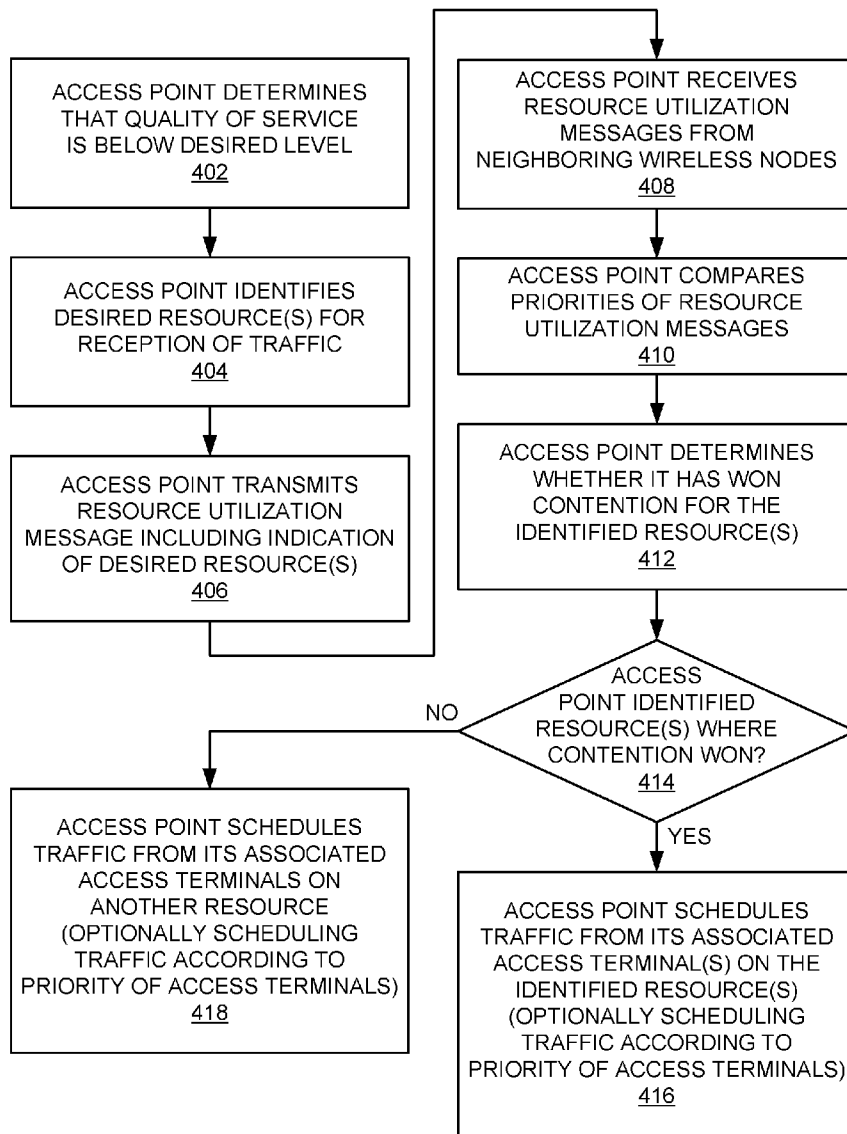 ACCESS POINT DETERMINES
THAT QUALITY OF SERVICE
IS BELOW DESIRED LEVEL
402
ACCESS POINT IDENTIFIES
DESIRED RESOURCE(S) FOR
RECEPTION OF TRAFFIC
404
ACCESS POINT TRANSMITS
RESOURCE UTILIZATION
MESSAGE INCLUDING INDICATION
OF DESIRED RESOURCE(S)
406
ACCESS POINT RECEIVES
RESOURCE UTILIZATION
MESSAGES FROM
NEIGHBORING WIRELESS NODES
408
ACCESS POINT COMPARES
PRIORITIES OF RESOURCE
UTILIZATION MESSAGES
410
ACCESS POINT DETERMINES
WHETHER IT HAS WON
CONTENTION FOR THE
IDENTIFIED RESOURCE(S)
412
ACCESS
POINT IDENTIFIED
RESOURCE(S) WHERE
CONTENTION WON?
414
NO
YES
ACCESS POINT SCHEDULES
TRAFFIC FROM ITS ASSOCIATED
ACCESS TERMINALS ON
ANOTHER RESOURCE
(OPTIONALLY SCHEDULING
TRAFFIC ACCORDING TO
PRIORITY OF ACCESS TERMINALS)
418
ACCESS POINT SCHEDULES
TRAFFIC FROM ITS ASSOCIATED
ACCESS TERMINAL(S) ON THE
IDENTIFIED RESOURCE(S)
(OPTIONALLY SCHEDULING
TRAFFIC ACCORDING TO
PRIORITY OF ACCESS TERMINALS)
416